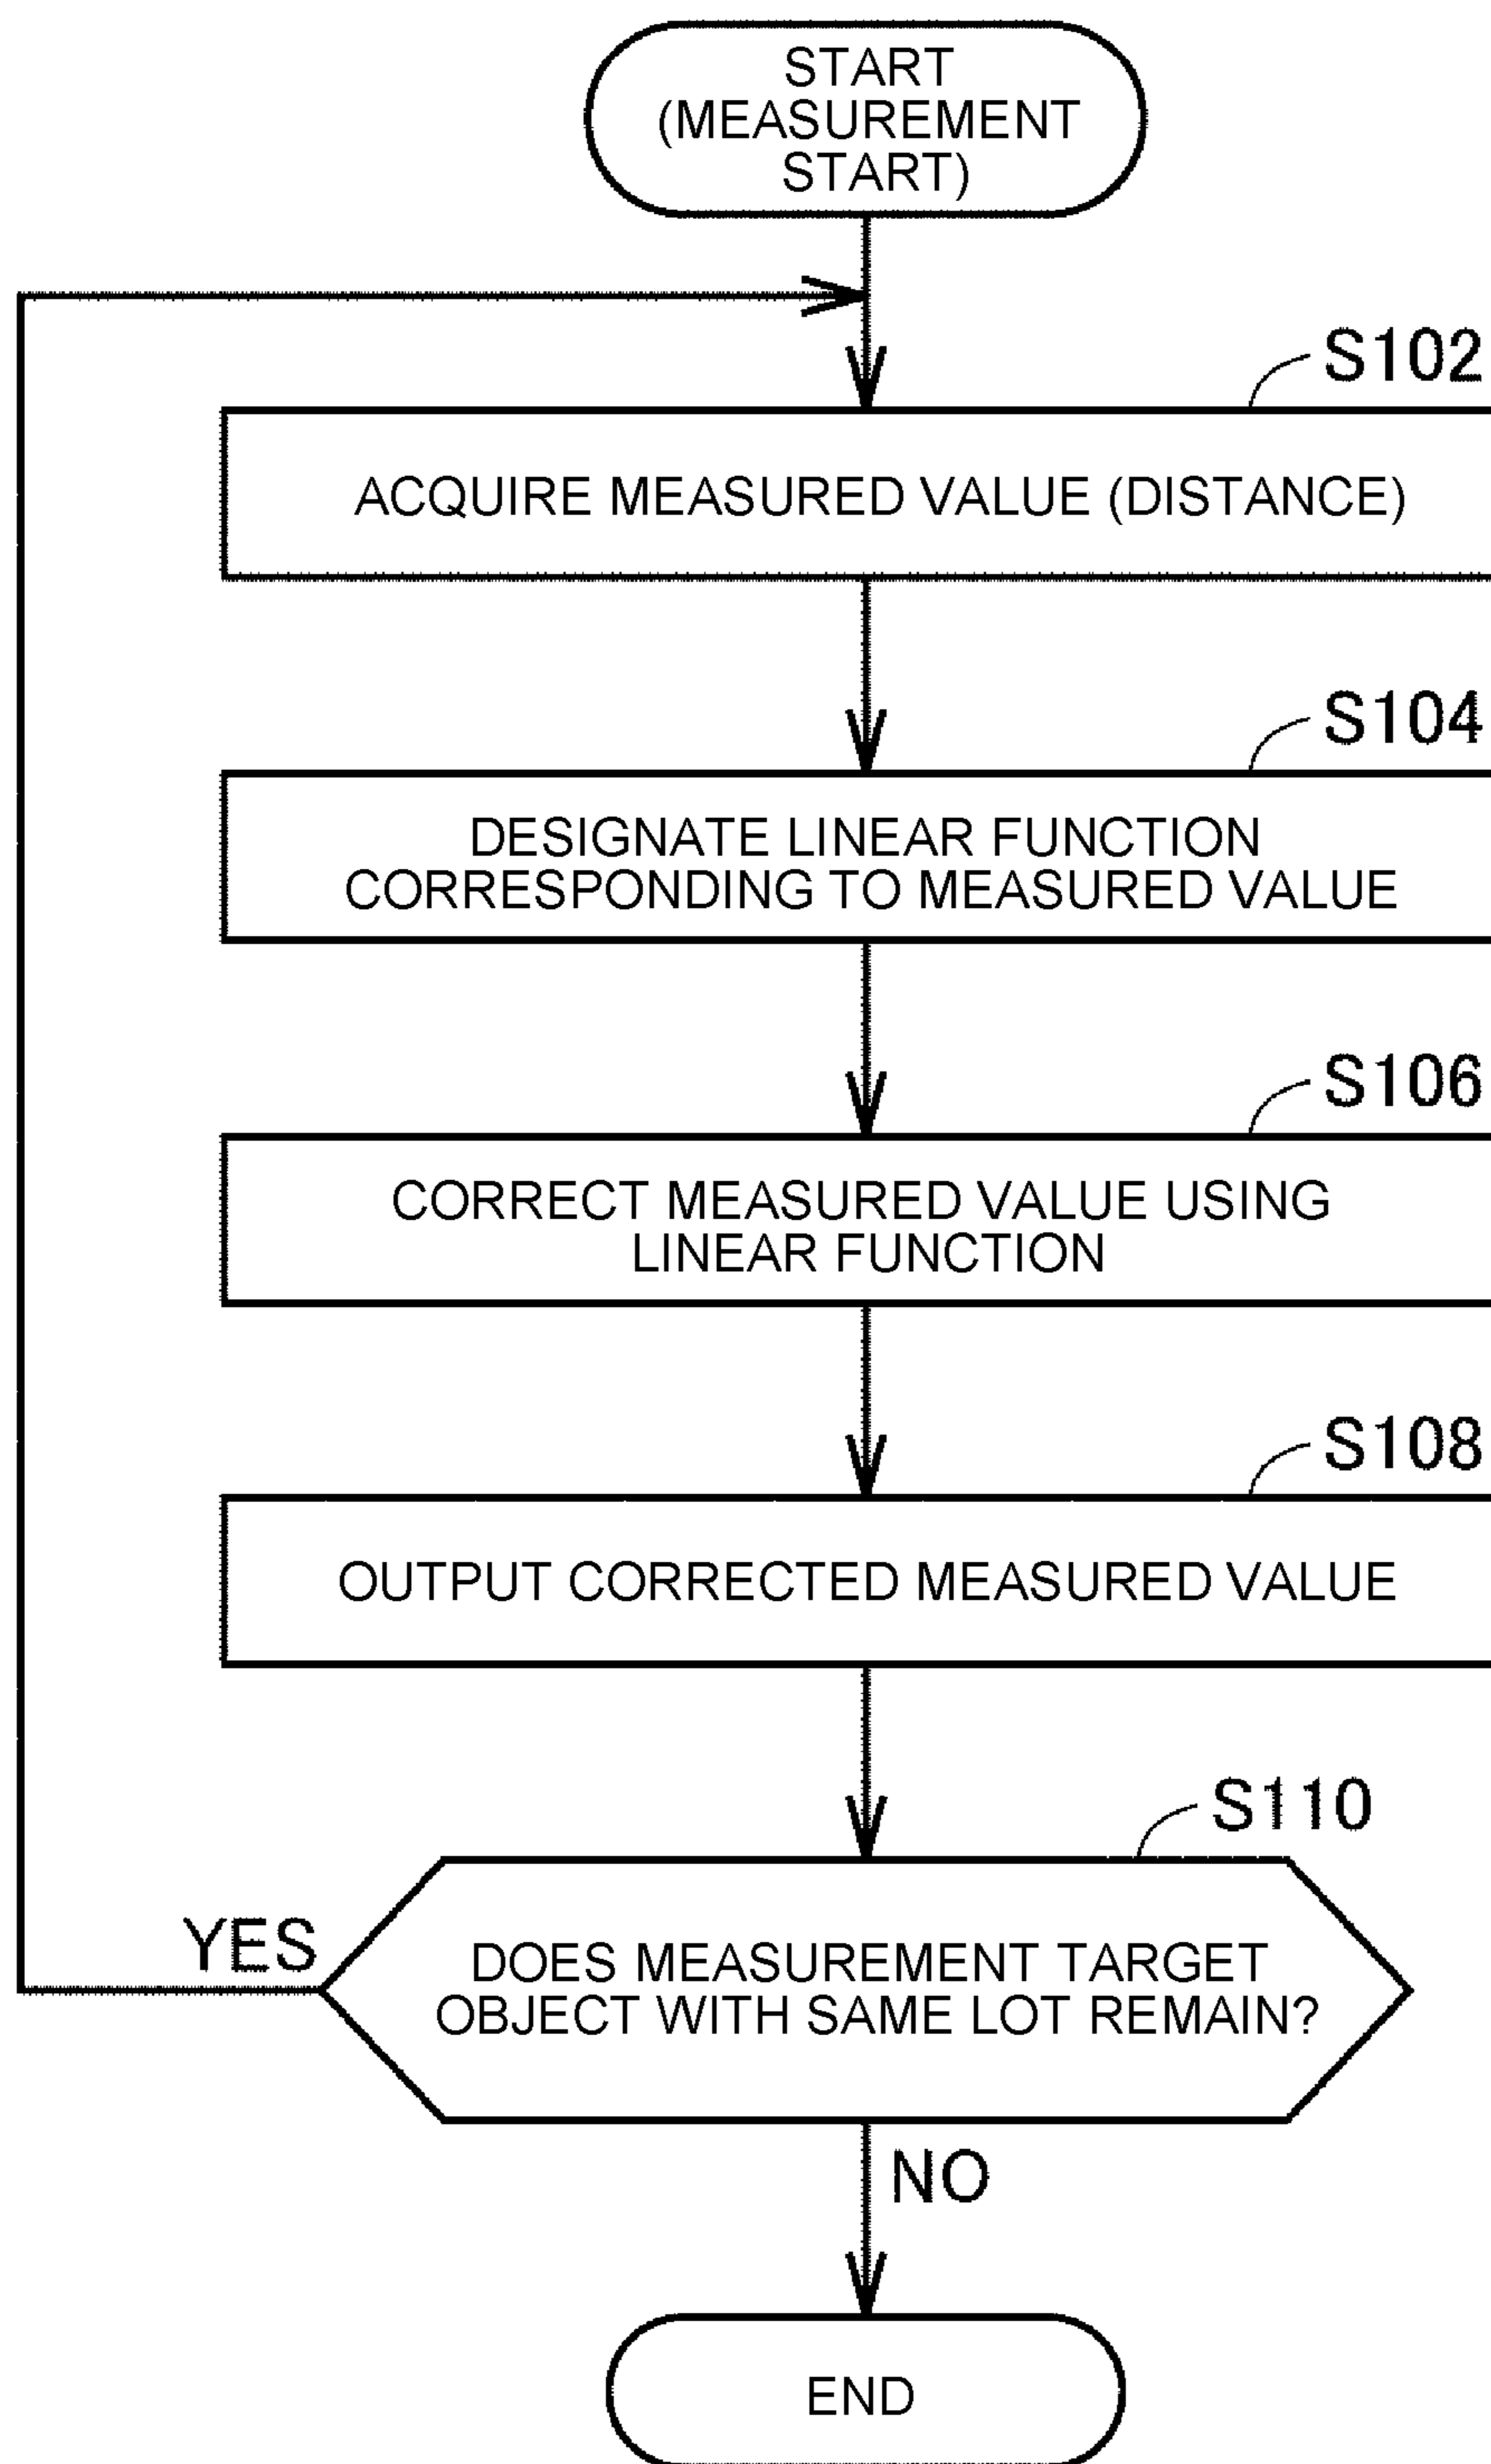 START
(MEASUREMENT
START)
S102
ACQUIRE MEASURED VALUE (DISTANCE)
S104
DESIGNATE LINEAR FUNCTION
CORRESPONDING TO MEASURED VALUE
S106
CORRECT MEASURED VALUE USING
LINEAR FUNCTION
S108
OUTPUT CORRECTED MEASURED VALUE
S110
YES
DOES MEASUREMENT TARGET
OBJECT WITH SAME LOT REMAIN?
NO
END